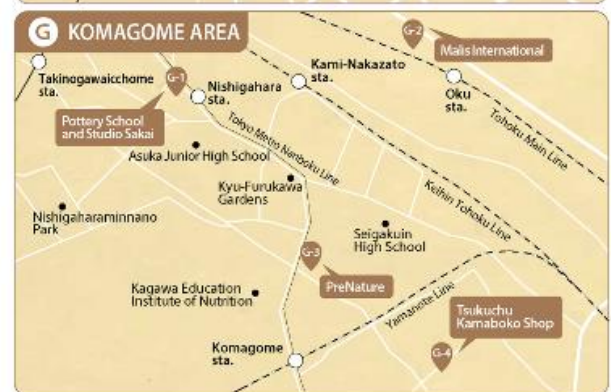 G KOMAGOME AREA
G-2
Malis International
Takinogawaicchome
sta.
G-1
Nishigahara
sta.
Kami-Nakazato
sta.
Oku
sta.
Pottery School
and Studio Sakai
Tokyo Metro Nanboku Line
Tohoku Main Line
Asuka Junior High School
Kyu-Furukawa
Gardens
Keihin Tohoku Line
Nishigaharaminnano
Park
Seigakuin
High School
G-3
PreNature
Kagawa Education
Institute of Nutrition
Yamanote Line
Tsukuchu
Kamaboko Shop
G-4
Komagome
sta.